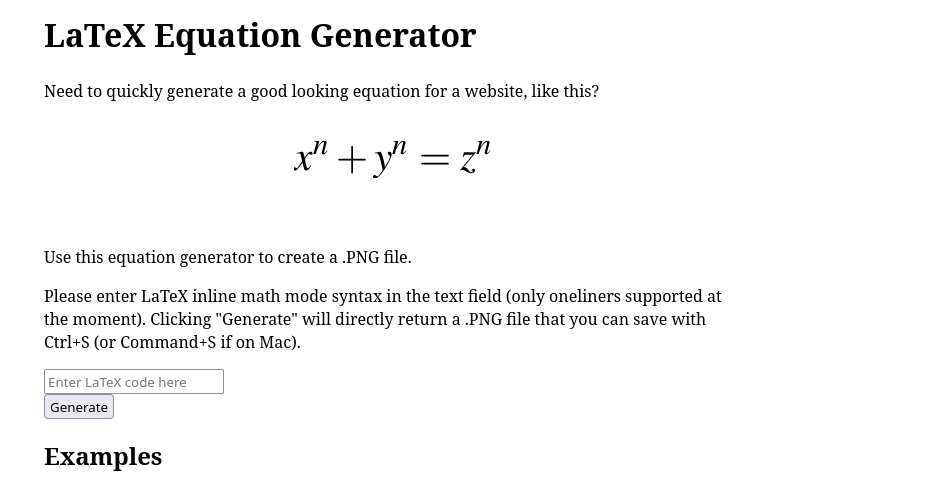 LaTeX Equation Generator
Need to quickly generate a good looking equation for a website, like this?
xⁿ + yⁿ = zⁿ
Use this equation generator to create a .PNG file.
Please enter LaTeX inline math mode syntax in the text field (only oneliners supported at
the moment). Clicking "Generate" will directly return a .PNG file that you can save with
Ctrl+S (or Command+S if on Mac).
Enter LaTeX code here
Generate
Examples